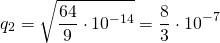 $q_2 = \sqrt{\frac{64}{9} \cdot 10^{-14}} = \frac{8}{3} \cdot 10^{-7}$